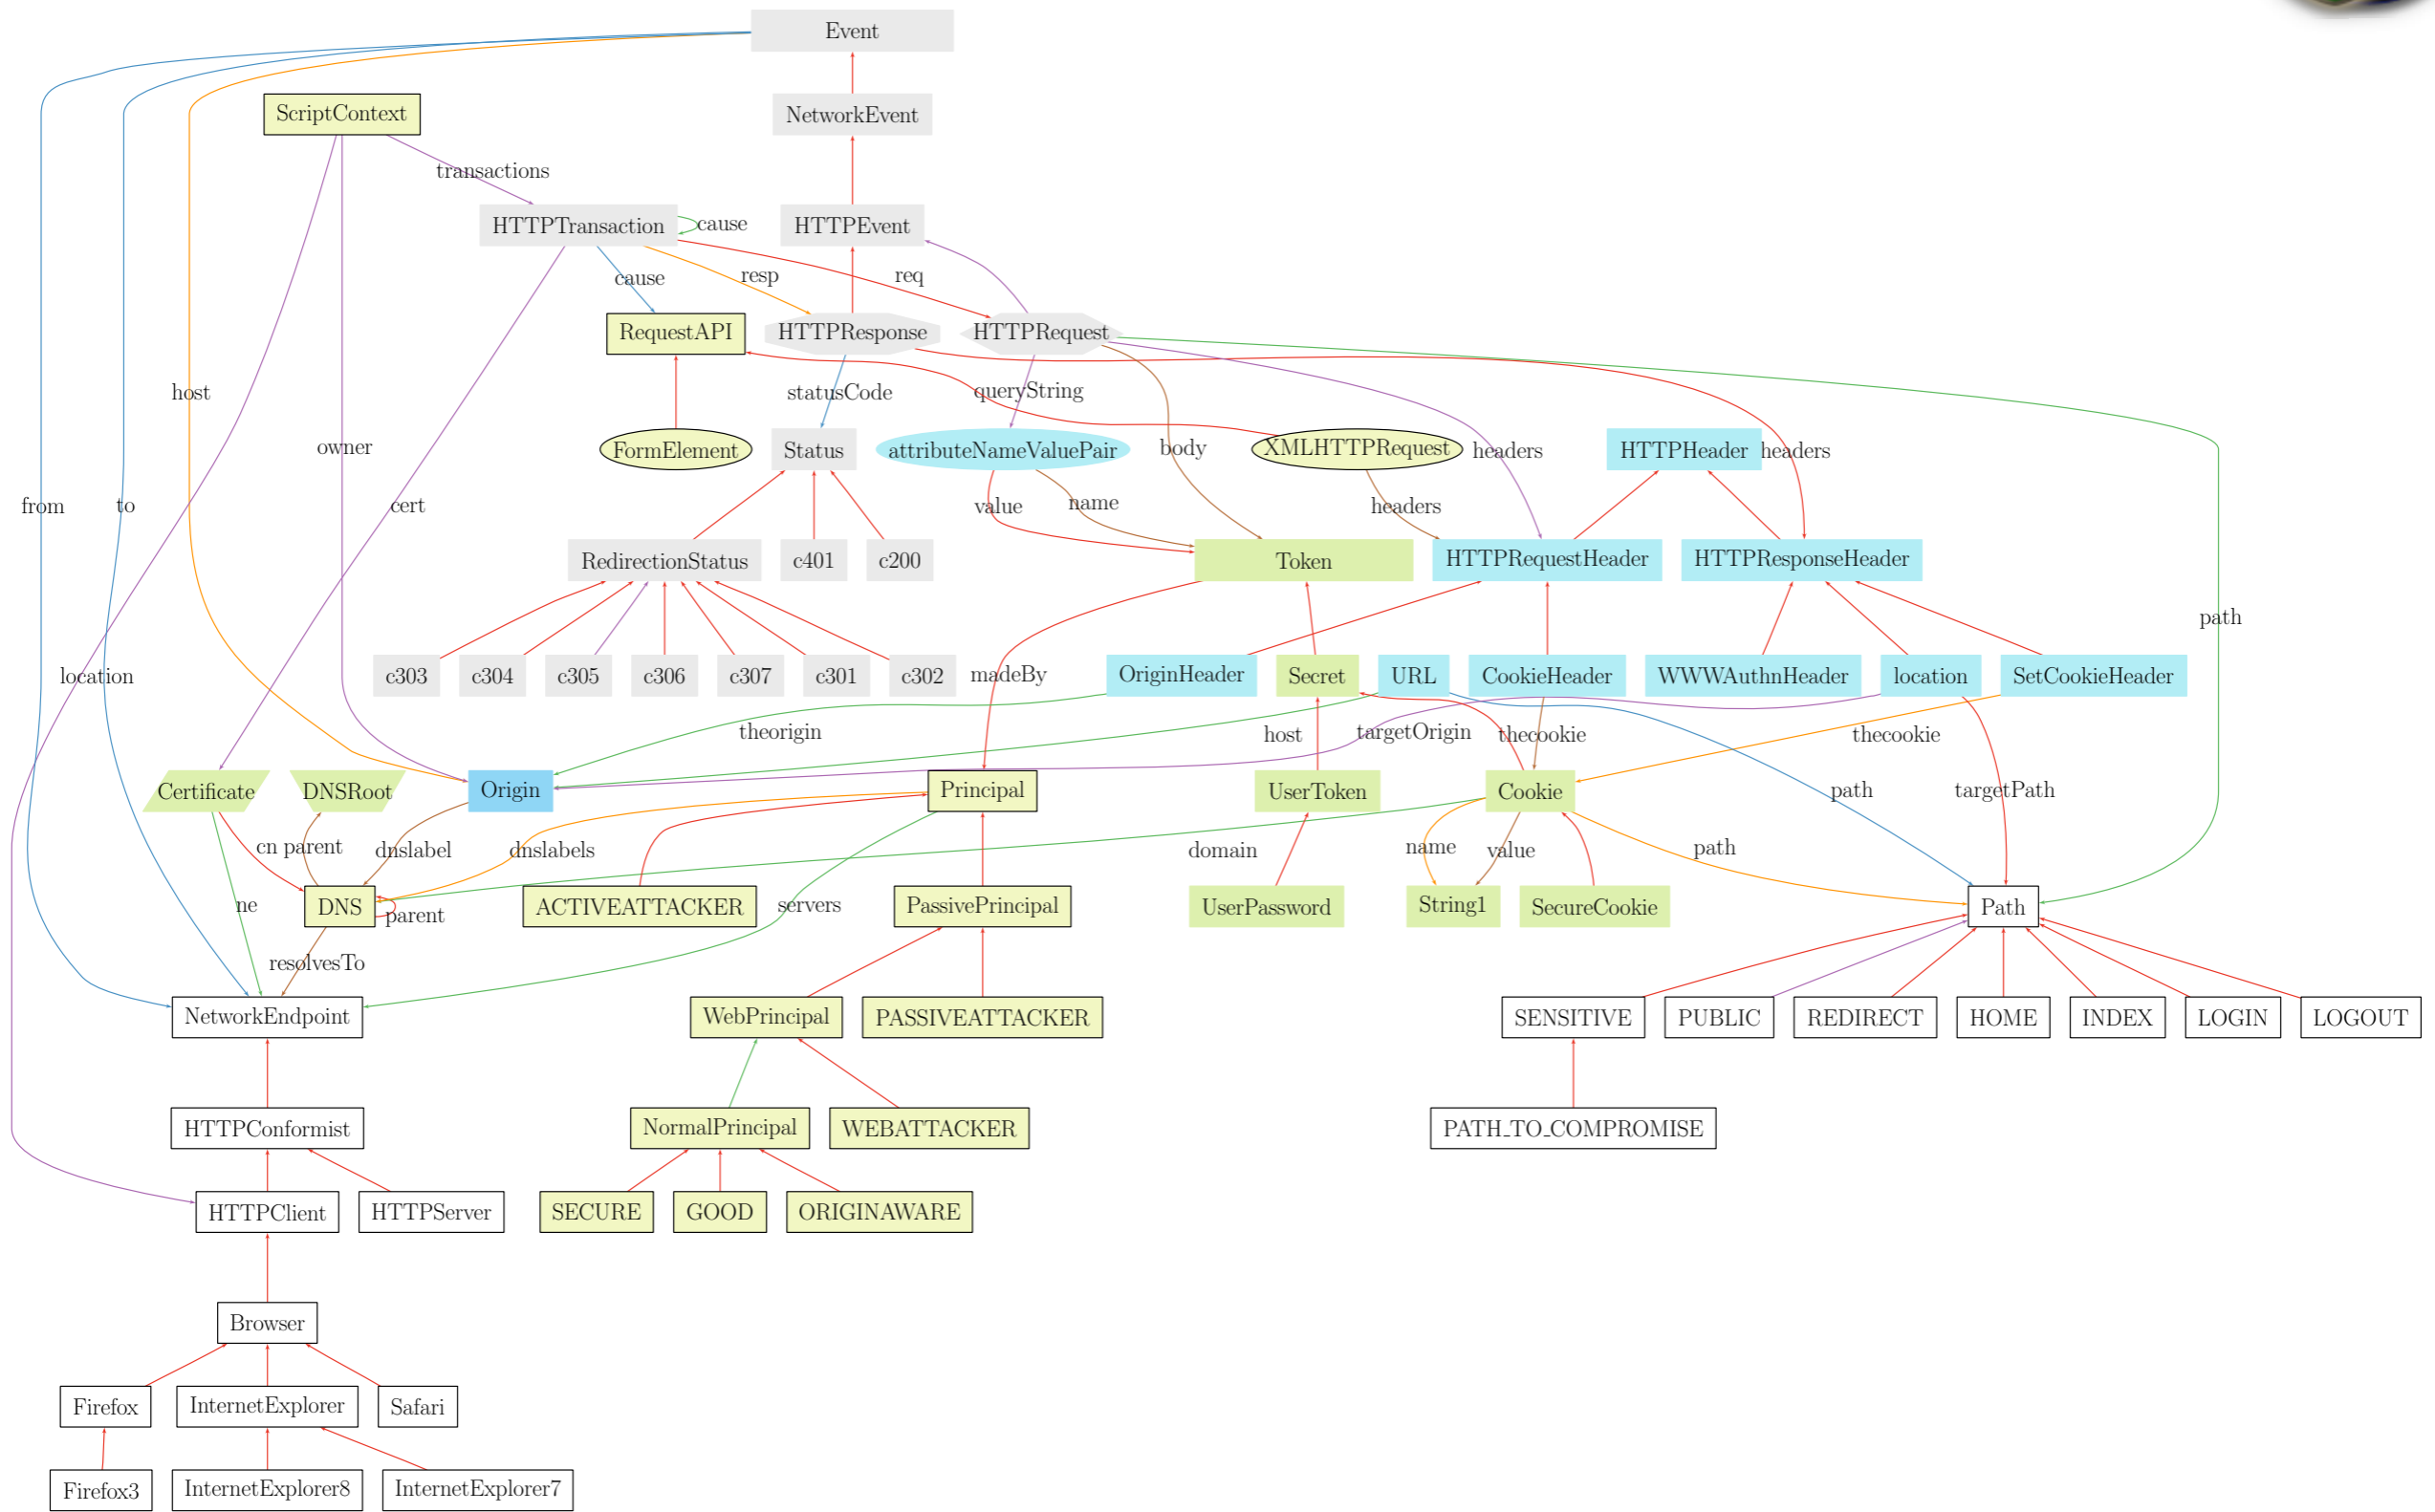 Event
ScriptContext
NetworkEvent
transactions
HTTPTransaction
cause
HTTPEvent
cause
resp
req
RequestAPI
HTTPResponse
HTTPRequest
host
statusCode
queryString
owner
FormElement
Status
attributeNameValuePair
body
XMLHTTPRequest
headers
HTTPHeader
headers
from
to
cert
value
name
headers
RedirectionStatus
c401
c200
Token
HTTPRequestHeader
HTTPResponseHeader
path
location
c303
c304
c305
c306
c307
c301
c302
madeBy
OriginHeader
Secret
URL
CookieHeader
WWWAuthnHeader
location
SetCookieHeader
theorigin
host
targetOrigin
thecookie
thecookie
Certificate
DNSRoot
Origin
Principal
UserToken
Cookie
path
targetPath
cn
parent
dnslabel
dnslabels
domain
name
value
path
ne
DNS
parent
ACTIVEATTACKER
servers
PassivePrincipal
UserPassword
String1
SecureCookie
Path
resolvesTo
NetworkEndpoint
WebPrincipal
PASSIVEATTACKER
SENSITIVE
PUBLIC
REDIRECT
HOME
INDEX
LOGIN
LOGOUT
HTTPConformist
NormalPrincipal
WEBATTACKER
PATH_TO_COMPROMISE
HTTPClient
HTTPServer
SECURE
GOOD
ORIGINAWARE
Browser
Firefox
InternetExplorer
Safari
Firefox3
InternetExplorer8
InternetExplorer7